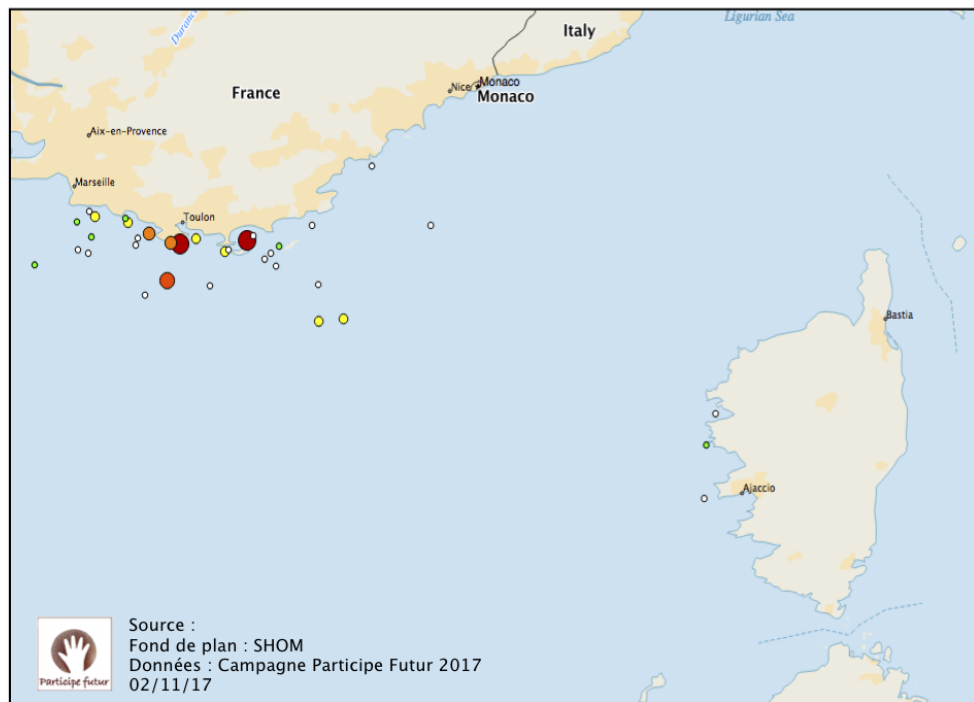 Ligurian Sea
Italy
Durance
France
Nice
Monaco
Monaco
Aix-en-Provence
Marseille
Toulon
Bastia
Ajaccio
Source :
Fond de plan : SHOM
Données : Campagne Participe Futur 2017
02/11/17
Participe futur